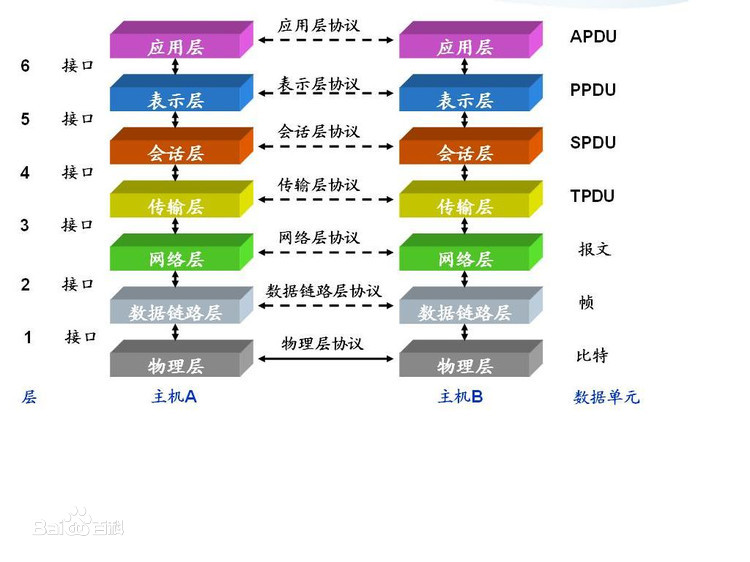 应用层 应用层协议 应用层 APDU
6 接口
表示层 表示层协议 表示层 PPDU
5 接口
会话层 会话层协议 会话层 SPDU
4 接口
传输层 传输层协议 传输层 TPDU
3 接口
网络层 网络层协议 网络层 报文
2 接口
数据链路层 数据链路层协议 数据链路层 帧
1 接口
物理层 物理层协议 物理层 比特
层 主机A 主机B 数据单元
Bai 百科